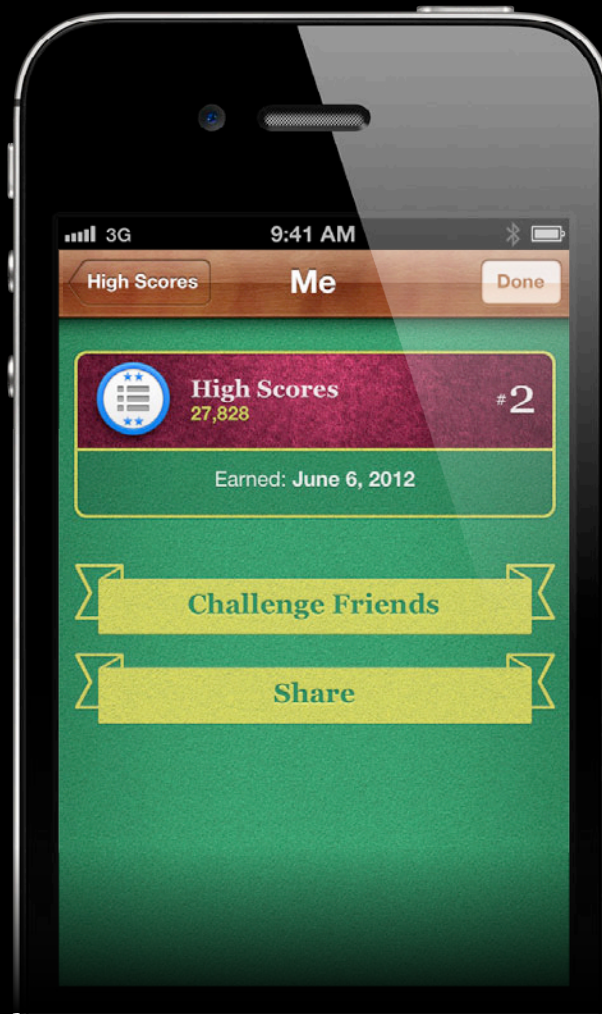 3G 9:41 AM
High Scores Me Done
High Scores
27,828
#2
Earned: June 6, 2012
Challenge Friends
Share